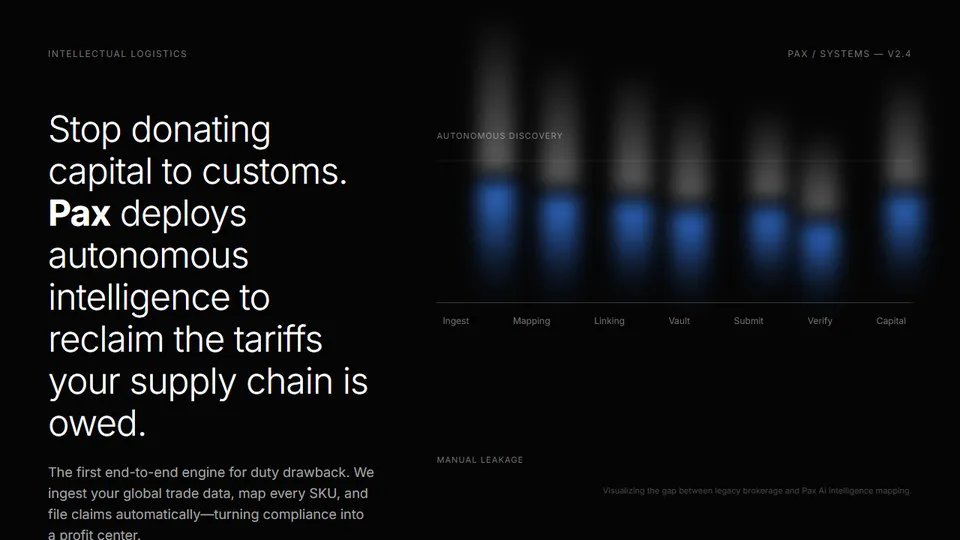 INTELLECTUAL LOGISTICS
PAX / SYSTEMS — V2.4
Stop donating
capital to customs.
Pax deploys
autonomous
intelligence to
reclaim the tariffs
your supply chain is
owed.
The first end-to-end engine for duty drawback. We
ingest your global trade data, map every SKU, and
file claims automatically—turning compliance into
a profit center.
AUTONOMOUS DISCOVERY
Ingest Mapping Linking Vault Submit Verify Capital
MANUAL LEAKAGE
Visualizing the gap between legacy brokerage and Pax AI intelligence mapping.